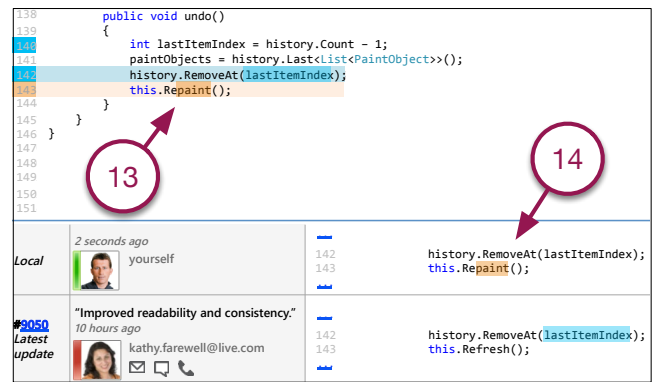 138 public void undo()
139 {
140 int lastItemIndex = history.Count - 1;
141 paintObjects = history.Last<List<PaintObject>>();
142 history.RemoveAt(lastItemIndex);
143 this.Repaint();
144 }
145 }
146 }
147
148
149
150
151
13
14
Local
2 seconds ago
yourself
142 history.RemoveAt(lastItemIndex);
143 this.Repaint();
#9050
Latest
update
"Improved readability and consistency."
10 hours ago
kathy.farewell@live.com
142 history.RemoveAt(lastItemIndex);
143 this.Refresh();